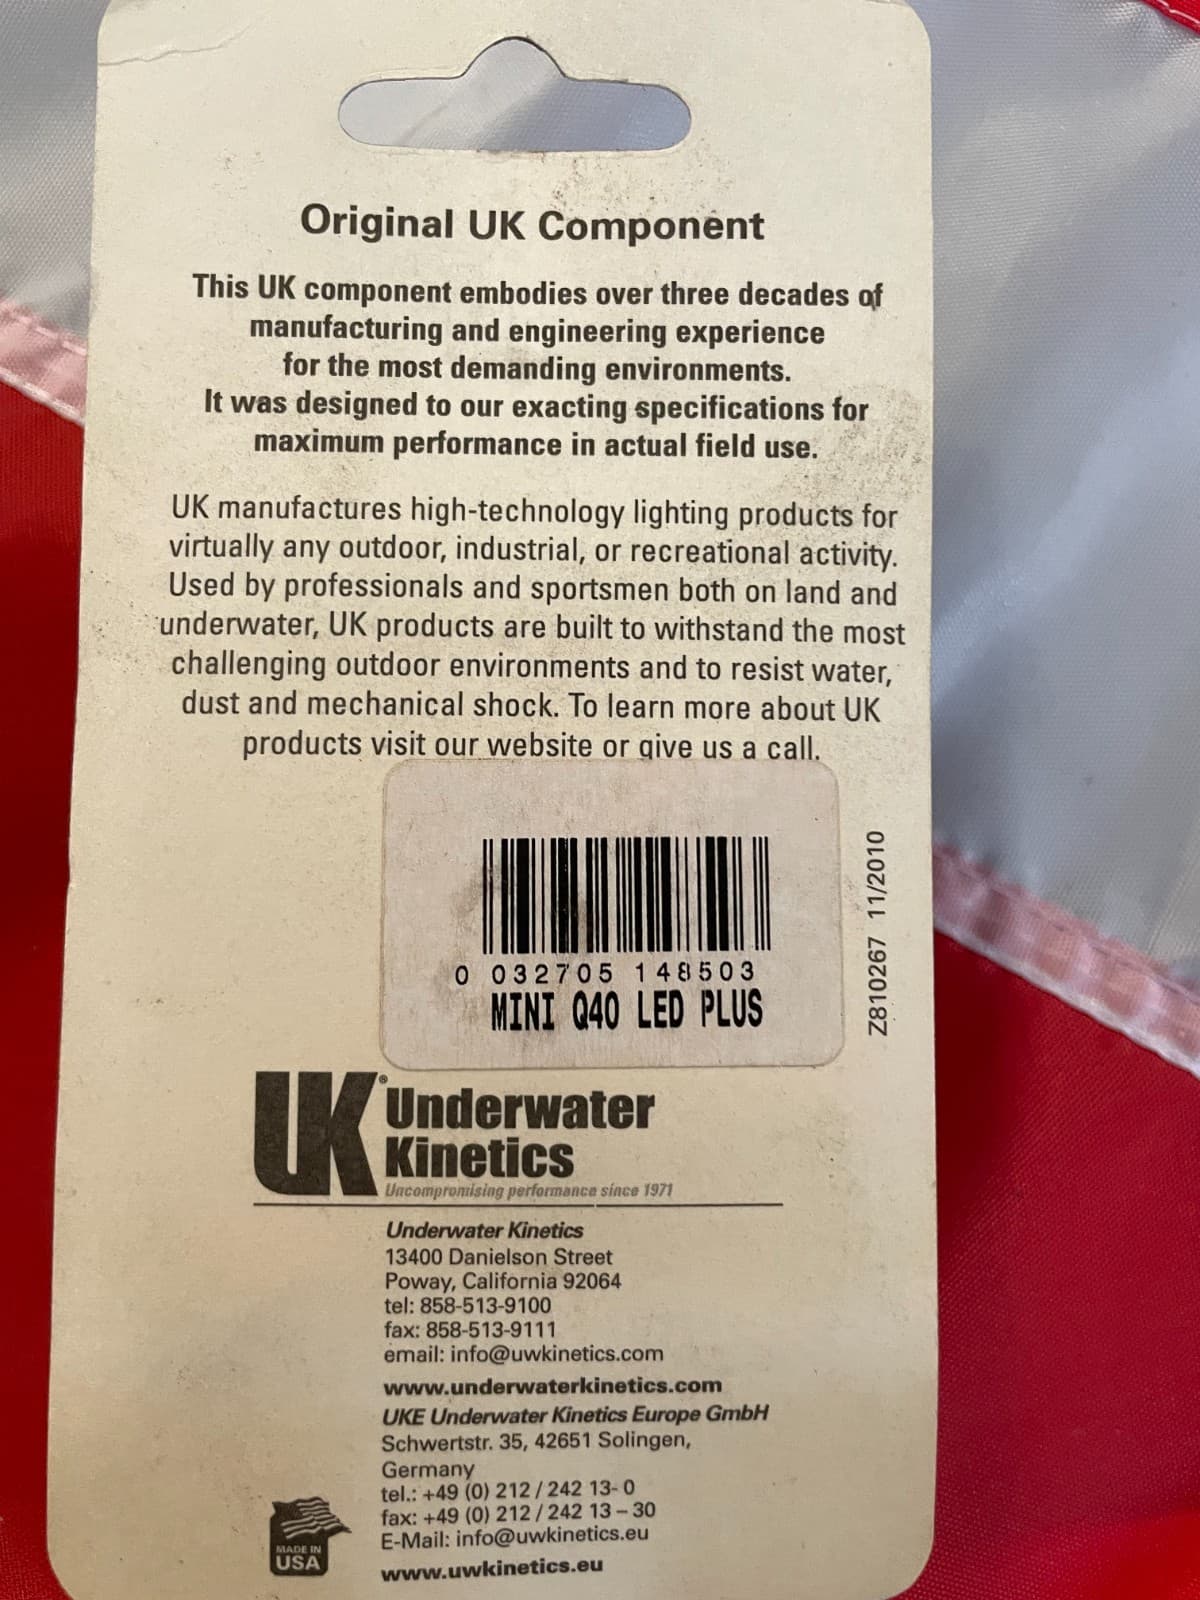 Original UK Component
This UK component embodies over three decades of
manufacturing and engineering experience
for the most demanding environments.
It was designed to our exacting specifications for
maximum performance in actual field use.
UK manufactures high-technology lighting products for
virtually any outdoor, industrial, or recreational activity.
Used by professionals and sportsmen both on land and
underwater, UK products are built to withstand the most
challenging outdoor environments and to resist water,
dust and mechanical shock. To learn more about UK
products visit our website or give us a call.
0 032705 148503
MINI Q40 LED PLUS
Z810267 11/2010
UK® Underwater
Kinetics
Uncompromising performance since 1971
Underwater Kinetics
13400 Danielson Street
Poway, California 92064
tel: 858-513-9100
fax: 858-513-9111
email: info@uwkinetics.com
www.underwaterkinetics.com
UKE Underwater Kinetics Europe GmbH
Schwertstr. 35, 42651 Solingen,
Germany
tel.: +49 (0) 212 / 242 13- 0
fax: +49 (0) 212 / 242 13 – 30
E-Mail: info@uwkinetics.eu
www.uwkinetics.eu
MADE IN
USA